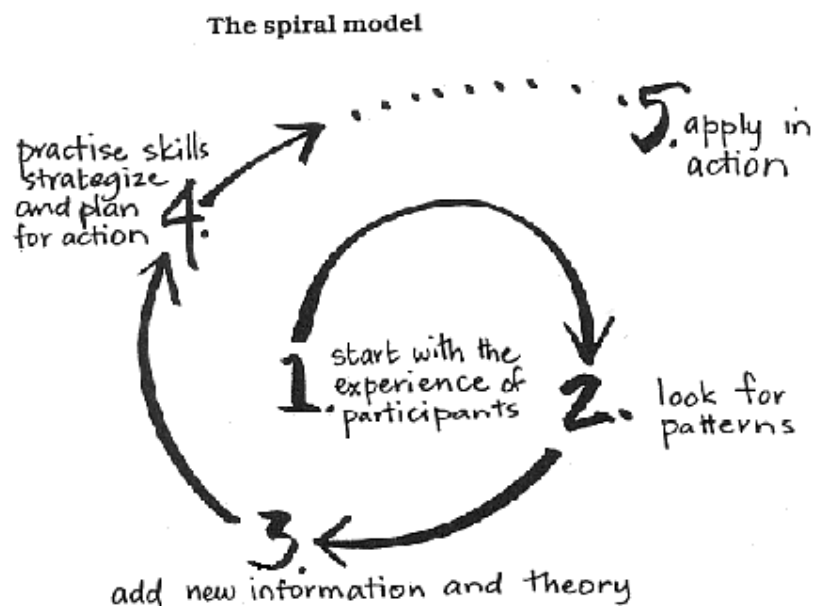 The spiral model
1. start with the
experience of
participants
2. look for
patterns
3.
add new information and theory
practise skills
strategize
and plan
for action 4.
5. apply in
action